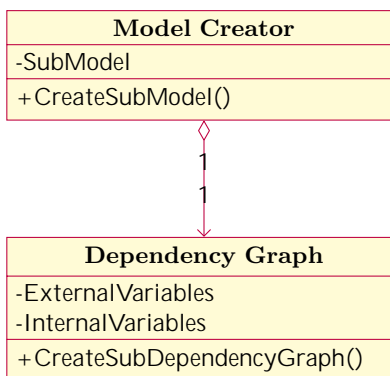 Model Creator
-SubModel
+CreateSubModel()
1
1
Dependency Graph
-ExternalVariables
-InternalVariables
+CreateSubDependencyGraph()